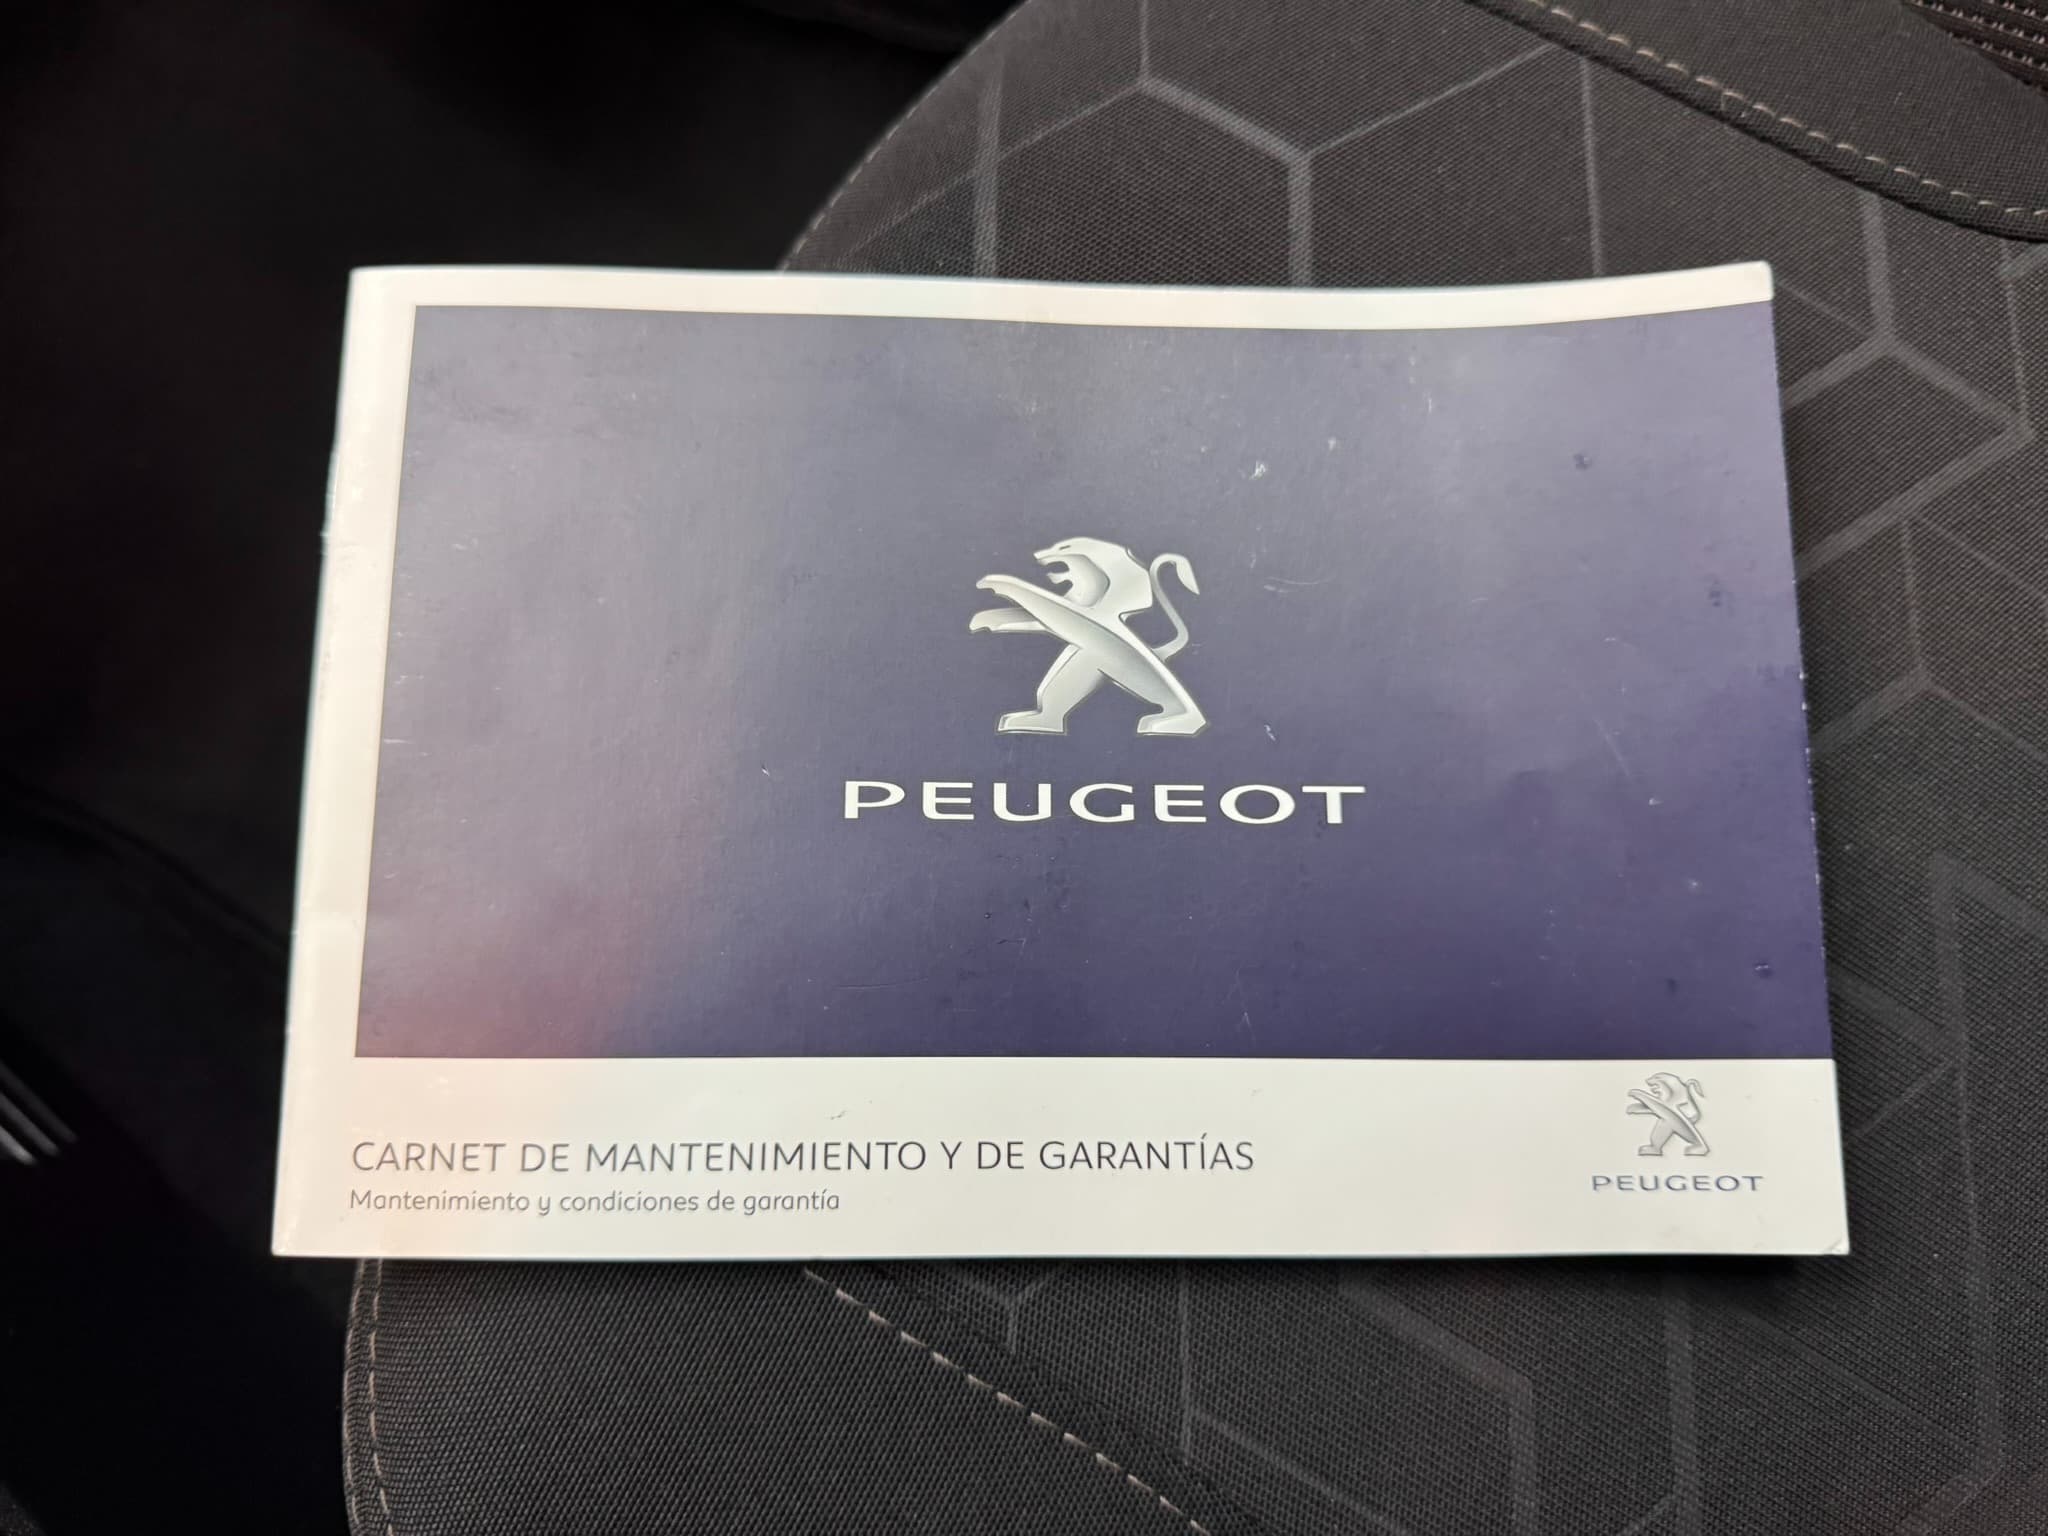 PEUGEOT
CARNET DE MANTENIMIENTO Y DE GARANTÍAS
Mantenimiento y condiciones de garantía
PEUGEOT